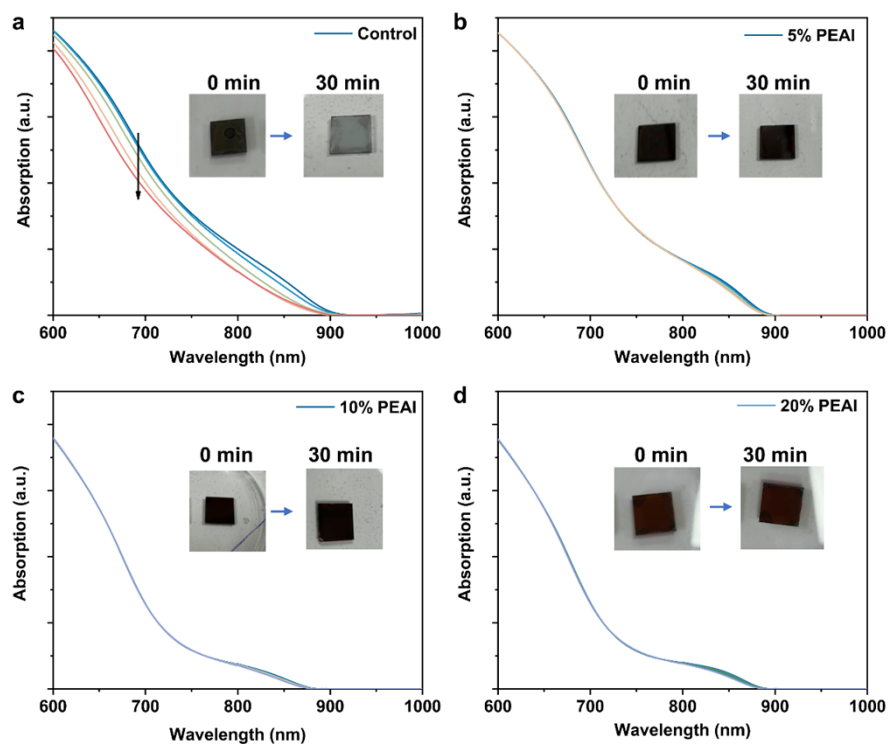 a
Control
0 min
30 min
Absorption (a.u.)
600
700
800
900
1000
Wavelength (nm)
b
5% PEAI
0 min
30 min
Absorption (a.u.)
600
700
800
900
1000
Wavelength (nm)
c
10% PEAI
0 min
30 min
Absorption (a.u.)
600
700
800
900
1000
Wavelength (nm)
d
20% PEAI
0 min
30 min
Absorption (a.u.)
600
700
800
900
1000
Wavelength (nm)